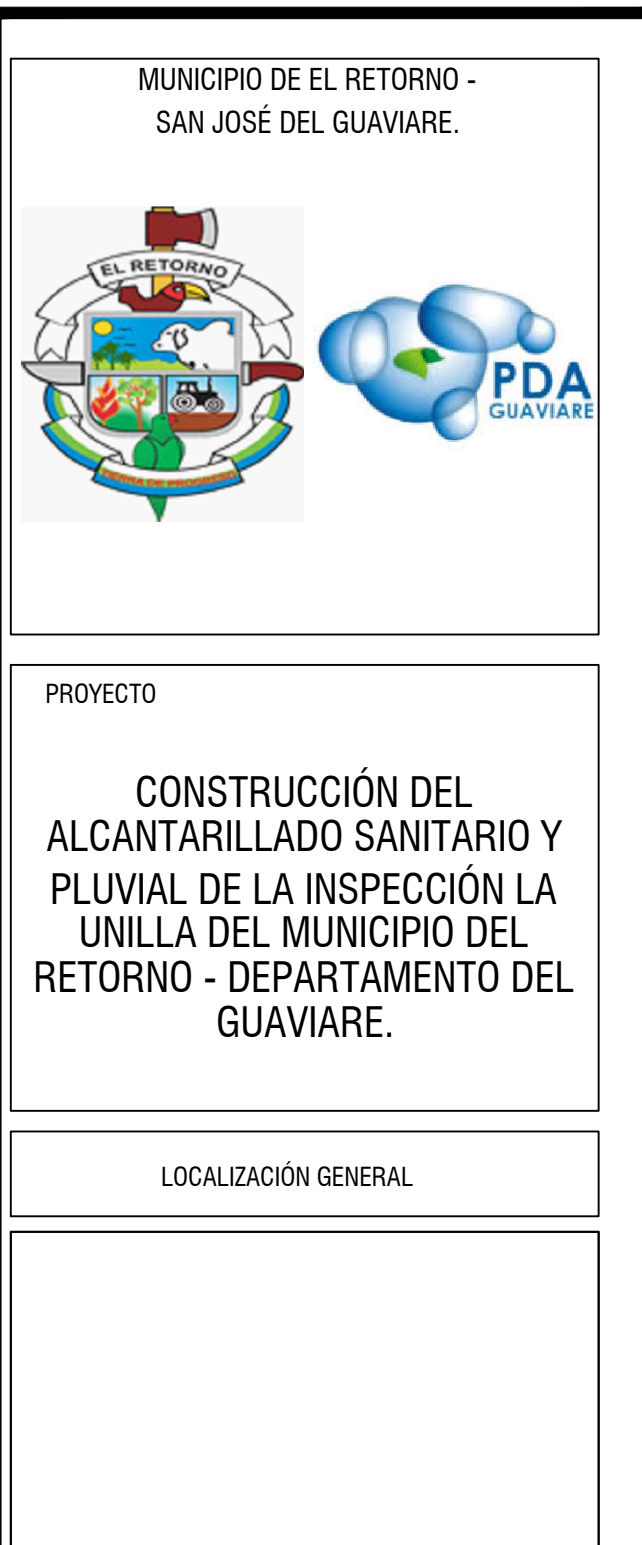 MUNICIPIO DE EL RETORNO -
SAN JOSÉ DEL GUAVIARE.
EL RETORNO
TIERRA DE PROGRESO
PDA
GUAVIARE
PROYECTO
CONSTRUCCIÓN DEL
ALCANTARILLADO SANITARIO Y
PLUVIAL DE LA INSPECCIÓN LA
UNILLA DEL MUNICIPIO DEL
RETORNO - DEPARTAMENTO DEL
GUAVIARE.
LOCALIZACIÓN GENERAL